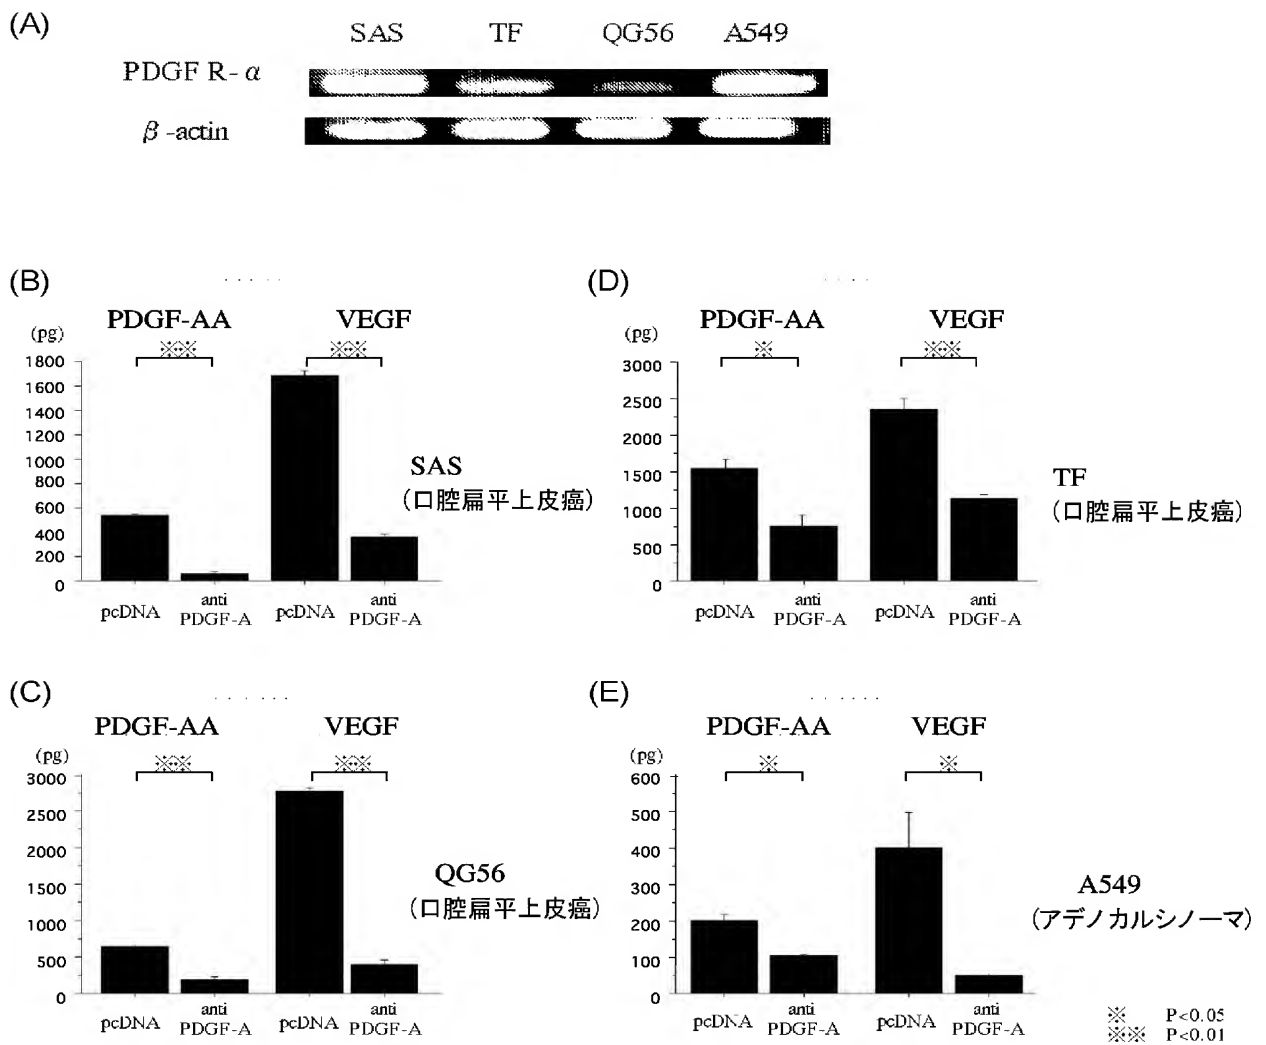 (A)
SAS TF QG56 A549
PDGF R-α
β-actin
(B)
PDGF-AA VEGF
(pg)
※※ ※※
1800
1600
1400
1200
1000
800
600
400
200
0
pcDNA anti PDGF-A pcDNA anti PDGF-A
SAS
(口腔扁平上皮癌)
(D)
PDGF-AA VEGF
(pg)
※ ※※
3000
2500
2000
1500
1000
500
0
pcDNA anti PDGF-A pcDNA anti PDGF-A
TF
(口腔扁平上皮癌)
(C)
PDGF-AA VEGF
(pg)
※※ ※※
3000
2500
2000
1500
1000
500
0
pcDNA anti PDGF-A pcDNA anti PDGF-A
QG56
(口腔扁平上皮癌)
(E)
PDGF-AA VEGF
(pg)
※ ※
600
500
400
300
200
100
0
pcDNA anti PDGF-A pcDNA anti PDGF-A
A549
(アデノカルシノーマ)
※ P<0.05
※※ P<0.01